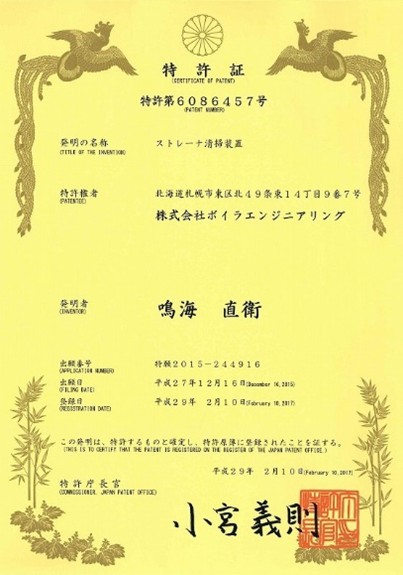 特許証
(CERTIFICATE OF PATENT)
特許第6086457号
(PATENT NUMBER)
発明の名称
(TITLE OF THE INVENTION)
ストレーナ清掃装置
特許権者
(PATENTEE)
北海道札幌市東区北49条東14丁目9番7号
株式会社ボイラエンジニアリング
発明者
(INVENTOR)
鳴海 直衛
出願番号
(APPLICATION NUMBER)
特願2015-244916
出願日
(FILING DATE)
平成27年12月16日(December 16,2015)
登録日
(REGISTRATION DATE)
平成29年 2月10日(February 10,2017)
この発明は、特許するものと確定し、特許原簿に登録されたことを証する。
(THIS IS TO CERTIFY THAT THE PATENT IS REGISTERED ON THE REGISTER OF THE JAPAN PATENT OFFICE.)
平成29年 2月10日(February 10,2017)
特許庁長官
(COMMISSIONER, JAPAN PATENT OFFICE)
小宮義則